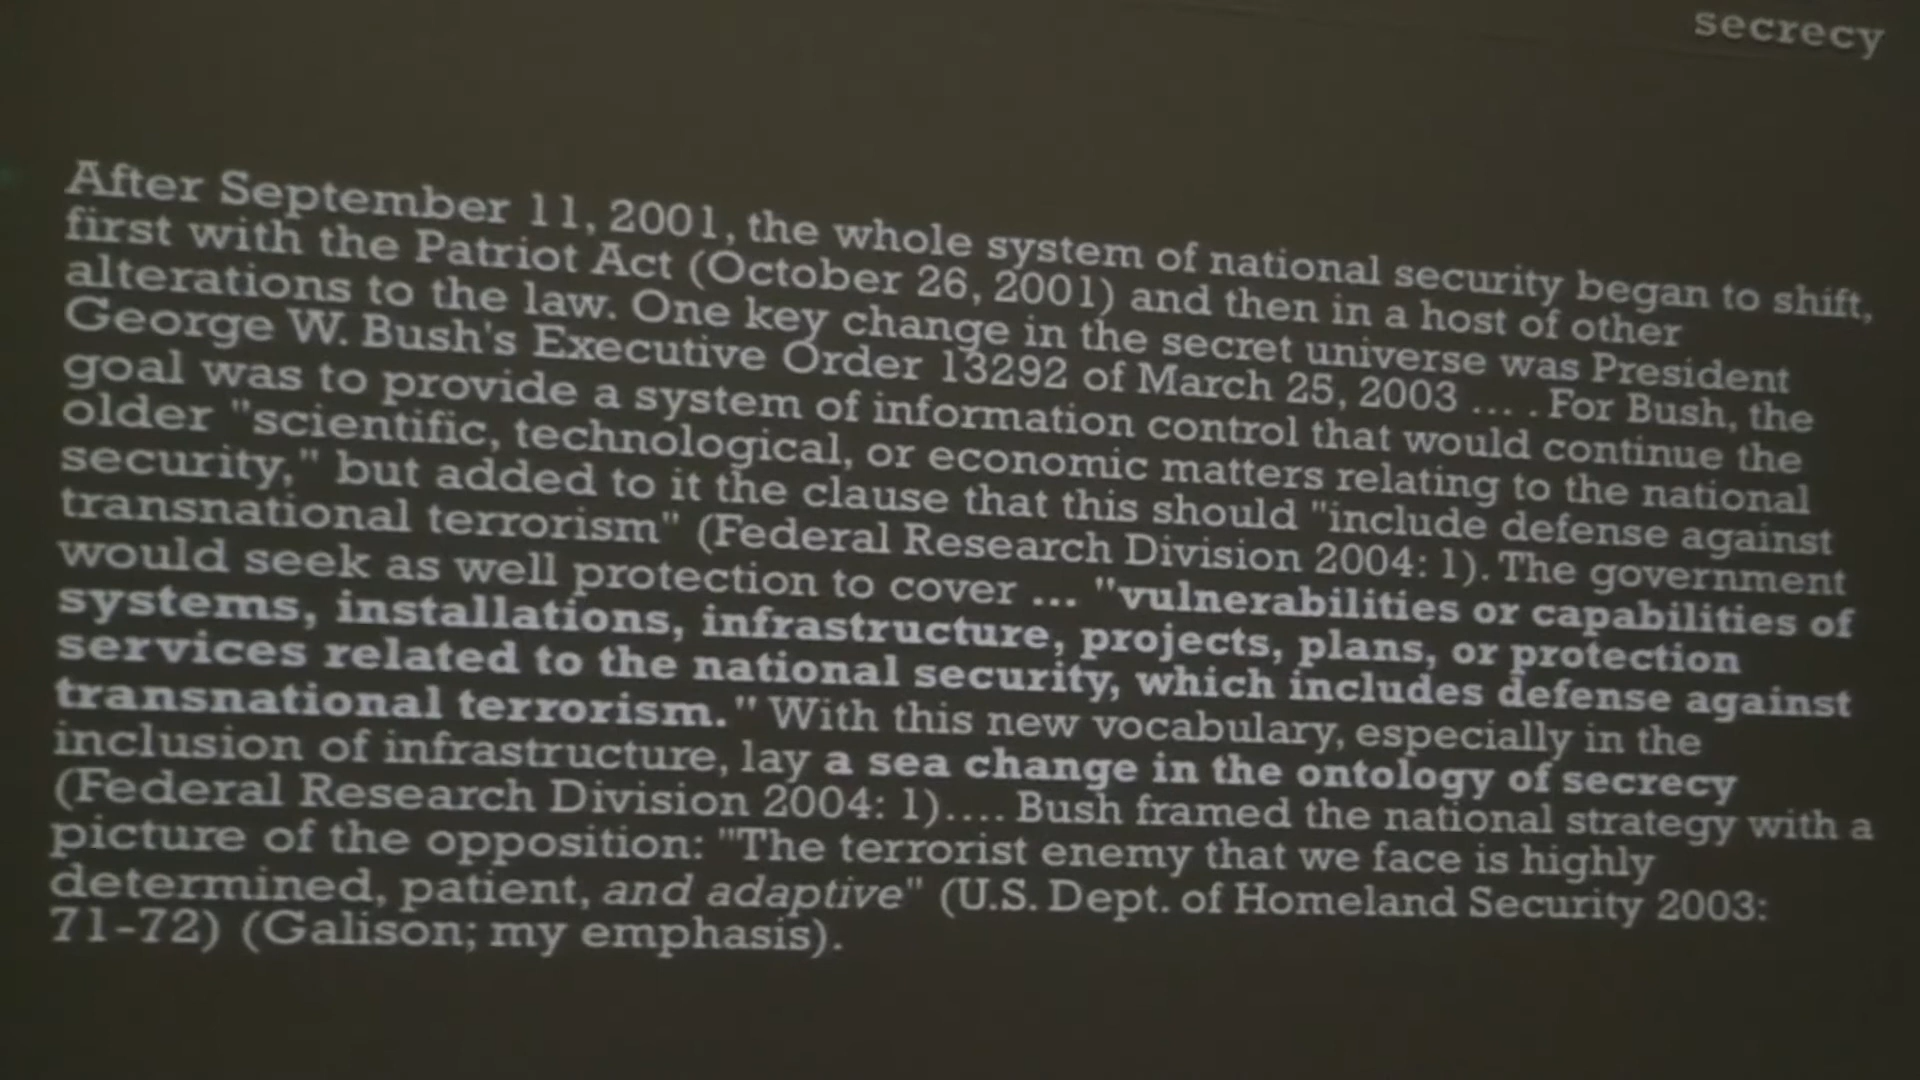 secrecy
After September 11, 2001, the whole system of national security began to shift,
first with the Patriot Act (October 26, 2001) and then in a host of other
alterations to the law. One key change in the secret universe was President
George W. Bush's Executive Order 13292 of March 25, 2003 ... . For Bush, the
goal was to provide a system of information control that would continue the
older "scientific, technological, or economic matters relating to the national
security," but added to it the clause that this should "include defense against
transnational terrorism" (Federal Research Division 2004: 1). The government
would seek as well protection to cover ... "vulnerabilities or capabilities of
systems, installations, infrastructure, projects, plans, or protection
services related to the national security, which includes defense against
transnational terrorism." With this new vocabulary, especially in the
inclusion of infrastructure, lay a sea change in the ontology of secrecy
(Federal Research Division 2004: 1).... Bush framed the national strategy with a
picture of the opposition: "The terrorist enemy that we face is highly
determined, patient, and adaptive" (U.S. Dept. of Homeland Security 2003:
71-72) (Galison; my emphasis).